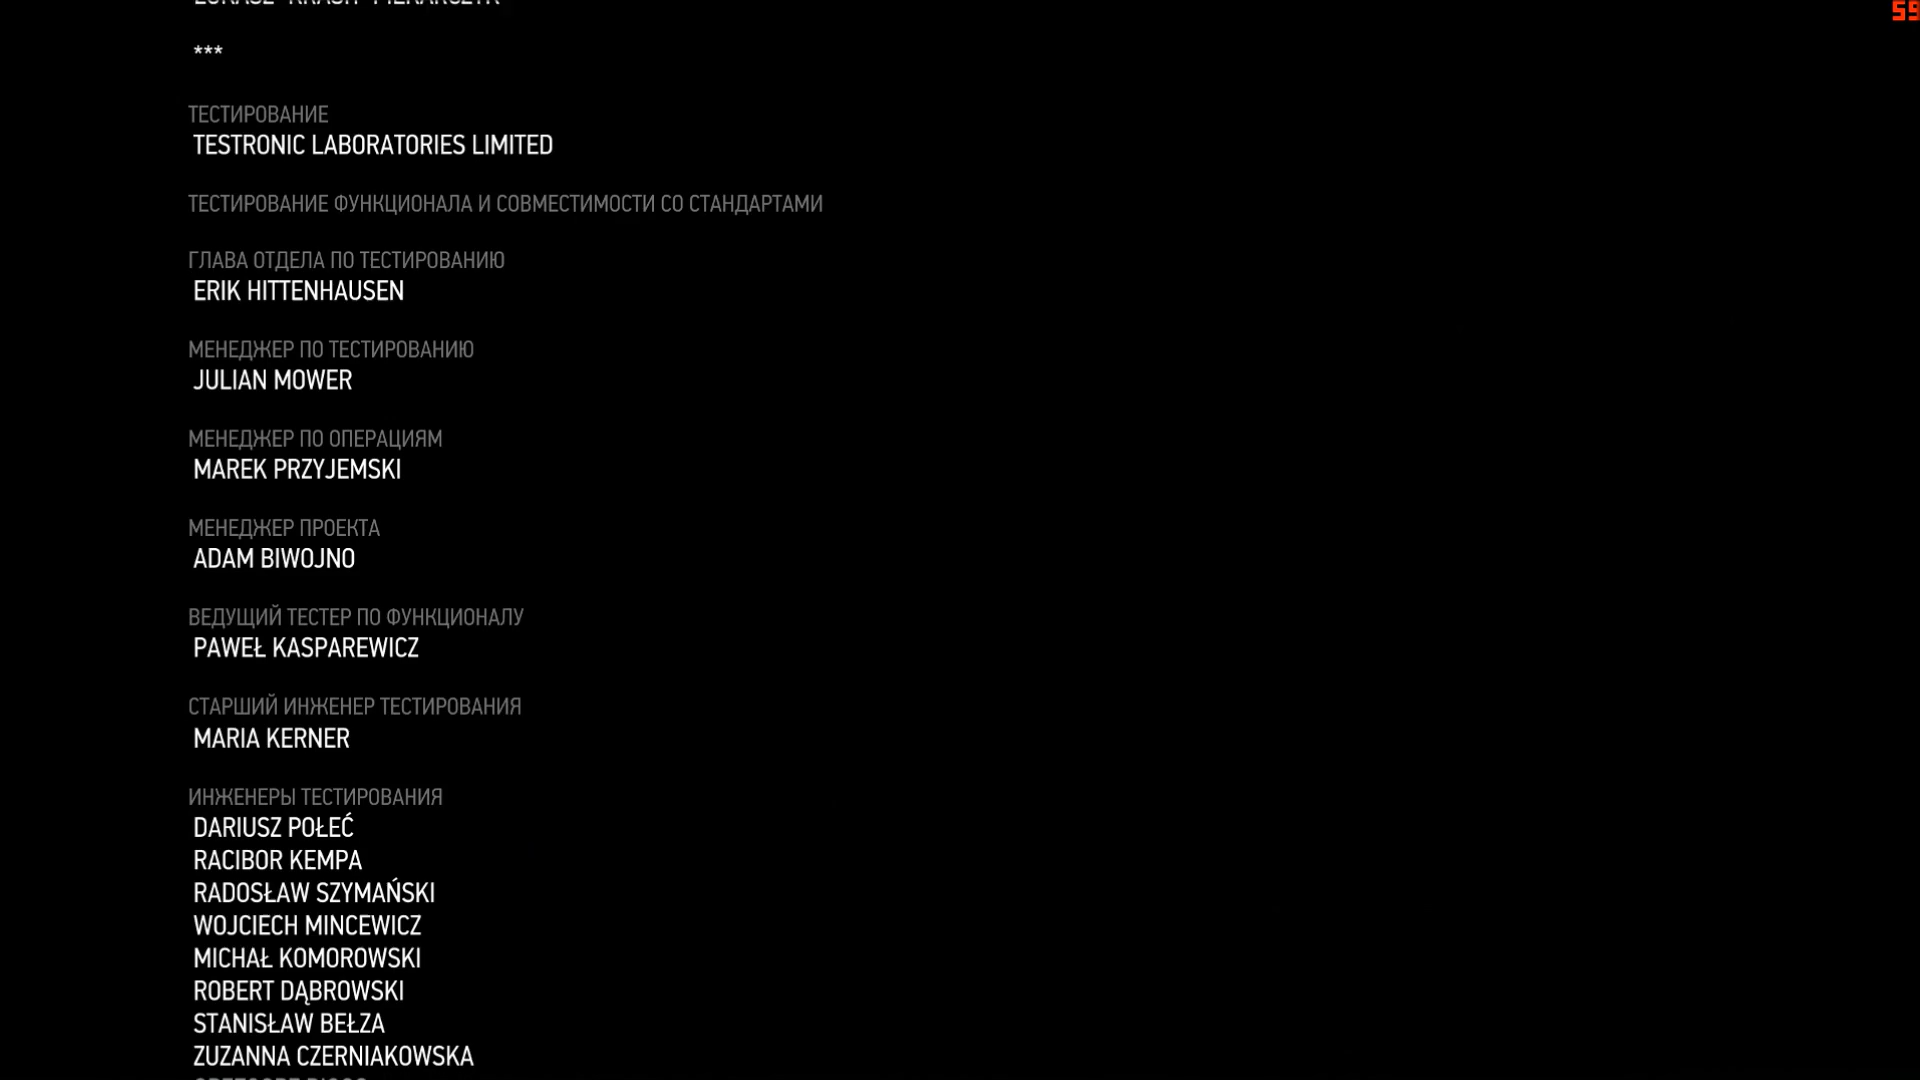 ***
ТЕСТИРОВАНИЕ
TESTRONIC LABORATORIES LIMITED
ТЕСТИРОВАНИЕ ФУНКЦИОНАЛА И СОВМЕСТИМОСТИ СО СТАНДАРТАМИ
ГЛАВА ОТДЕЛА ПО ТЕСТИРОВАНИЮ
ERIK HITTENHAUSEN
МЕНЕДЖЕР ПО ТЕСТИРОВАНИЮ
JULIAN MOWER
МЕНЕДЖЕР ПО ОПЕРАЦИЯМ
MAREK PRZYJEMSKI
МЕНЕДЖЕР ПРОЕКТА
ADAM BIWOJNO
ВЕДУЩИЙ ТЕСТЕР ПО ФУНКЦИОНАЛУ
PAWEŁ KASPAREWICZ
СТАРШИЙ ИНЖЕНЕР ТЕСТИРОВАНИЯ
MARIA KERNER
ИНЖЕНЕРЫ ТЕСТИРОВАНИЯ
DARIUSZ POŁEĆ
RACIBOR KEMPA
RADOSŁAW SZYMAŃSKI
WOJCIECH MINCEWICZ
MICHAŁ KOMOROWSKI
ROBERT DĄBROWSKI
STANISŁAW BEŁZA
ZUZANNA CZERNIAKOWSKA
59